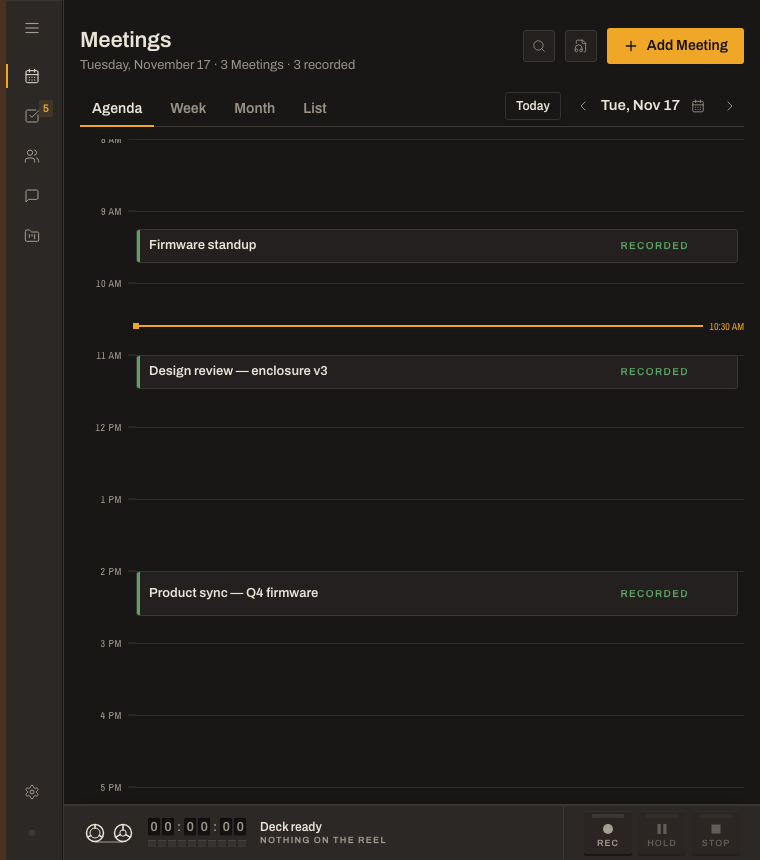 Meetings
Tuesday, November 17 · 3 Meetings · 3 recorded
Add Meeting
5
Agenda Week Month List
Today Tue, Nov 17
8 AM
9 AM
Firmware standup RECORDED
10 AM
10:30 AM
11 AM
Design review — enclosure v3 RECORDED
12 PM
1 PM
2 PM
Product sync — Q4 firmware RECORDED
3 PM
4 PM
5 PM
00:00:00
Deck ready
NOTHING ON THE REEL
REC HOLD STOP